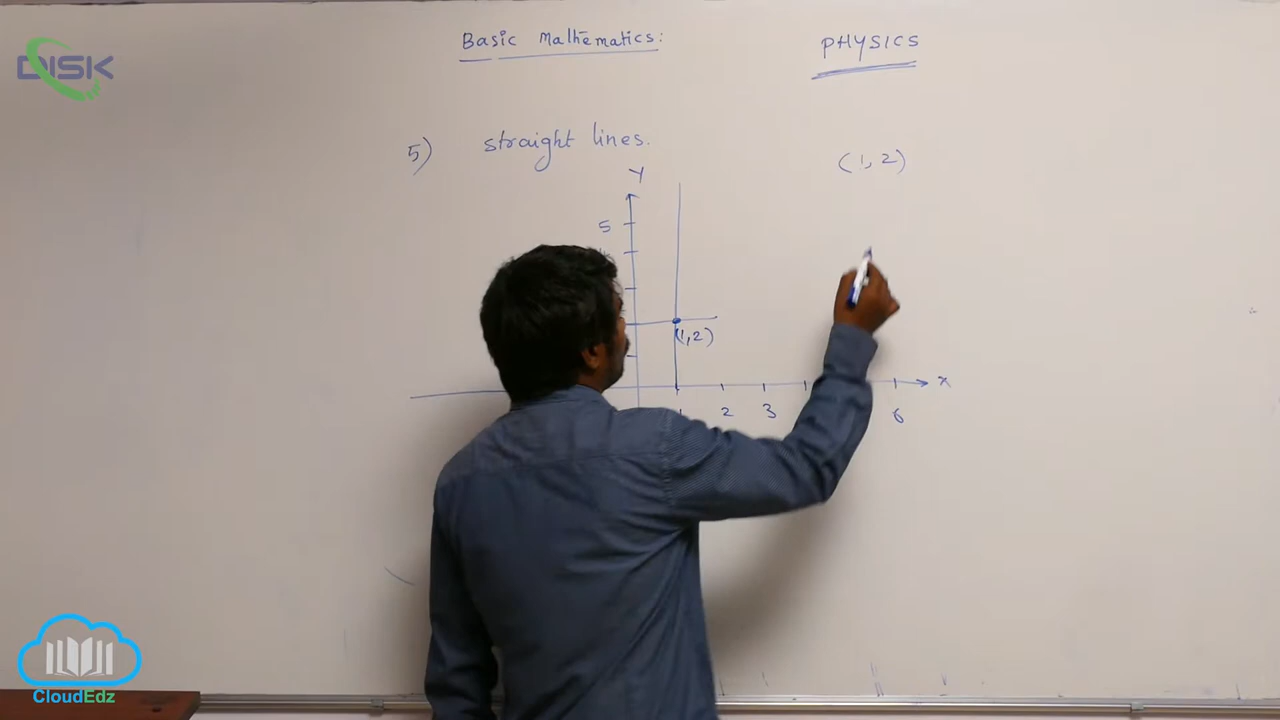 DISK
Basic Mathematics:
PHYSICS
5) straight lines.
(1, 2)
Y
5
(1,2)
x
2 3 6
CloudEdz